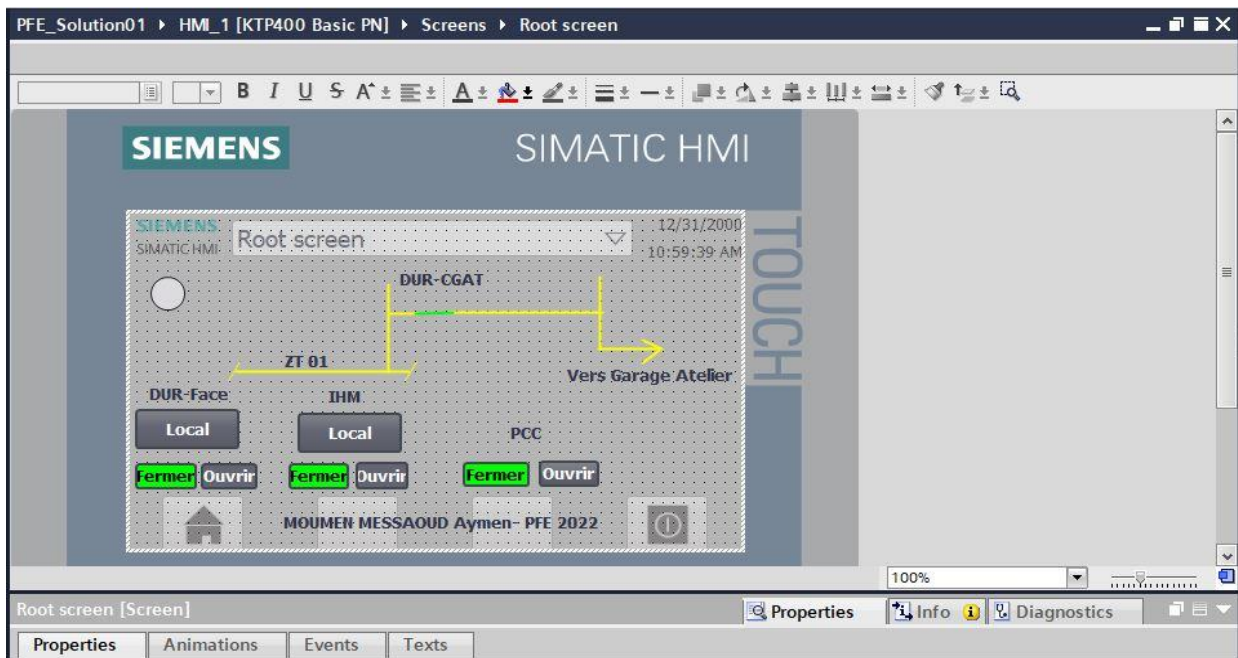 PFE_Solution01 ▸ HMI_1 [KTP400 Basic PN] ▸ Screens ▸ Root screen
B I U S A
SIEMENS SIMATIC HMI
SIEMENS
SIMATIC HMI
Root screen
12/31/2000
10:59:39 AM
TOUCH
DUR-CGAT
ZT 01
Vers Garage Atelier
DUR-Face IHM
Local Local PCC
Fermer Ouvrir Fermer Ouvrir Fermer Ouvrir
MOUMEN MESSAOUD Aymen- PFE 2022
100%
Root screen [Screen] Properties Info Diagnostics
Properties Animations Events Texts